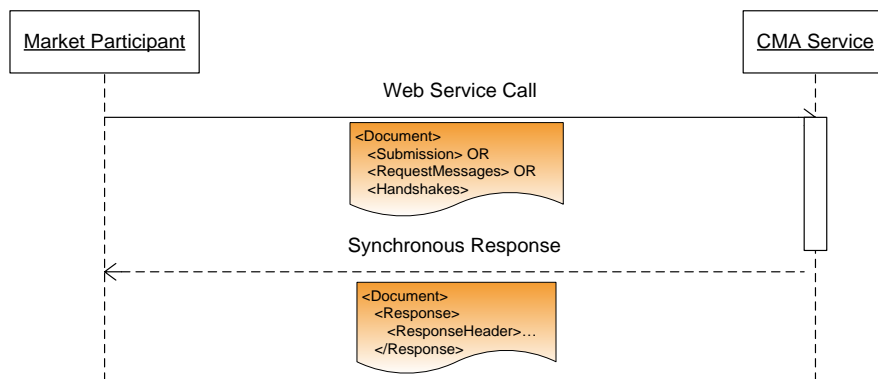 Market Participant
CMA Service
Web Service Call
<Document>
<Submission> OR
<RequestMessages> OR
<Handshakes>
Synchronous Response
<Document>
<Response>
<ResponseHeader>...
</Response>